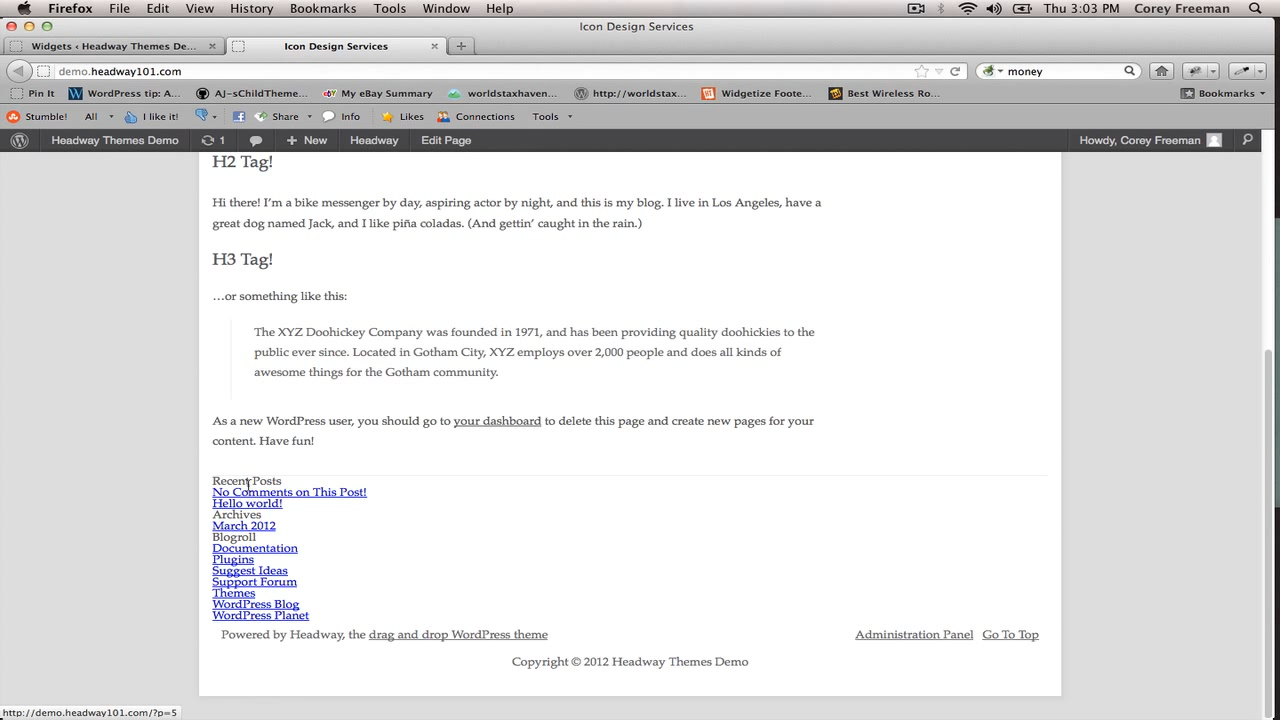 Firefox File Edit View History Bookmarks Tools Window Help Thu 3:03 PM Corey Freeman
Icon Design Services
Widgets ‹ Headway Themes De... Icon Design Services
demo.headway101.com money
Pin It WordPress tip: A... AJ-sChildTheme... My eBay Summary worldstaxhaven... http://worldstax... Widgetize Foote... Best Wireless Ro... Bookmarks
Stumble! All I like it! Share Info Likes Connections Tools
Headway Themes Demo 1 New Headway Edit Page Howdy, Corey Freeman
H2 Tag!
Hi there! I'm a bike messenger by day, aspiring actor by night, and this is my blog. I live in Los Angeles, have a
great dog named Jack, and I like piña coladas. (And gettin' caught in the rain.)
H3 Tag!
…or something like this:
The XYZ Doohickey Company was founded in 1971, and has been providing quality doohickies to the
public ever since. Located in Gotham City, XYZ employs over 2,000 people and does all kinds of
awesome things for the Gotham community.
As a new WordPress user, you should go to your dashboard to delete this page and create new pages for your
content. Have fun!
Recent Posts
No Comments on This Post!
Hello world!
Archives
March 2012
Blogroll
Documentation
Plugins
Suggest Ideas
Support Forum
Themes
WordPress Blog
WordPress Planet
Powered by Headway, the drag and drop WordPress theme Administration Panel Go To Top
Copyright © 2012 Headway Themes Demo
http://demo.headway101.com/?p=5